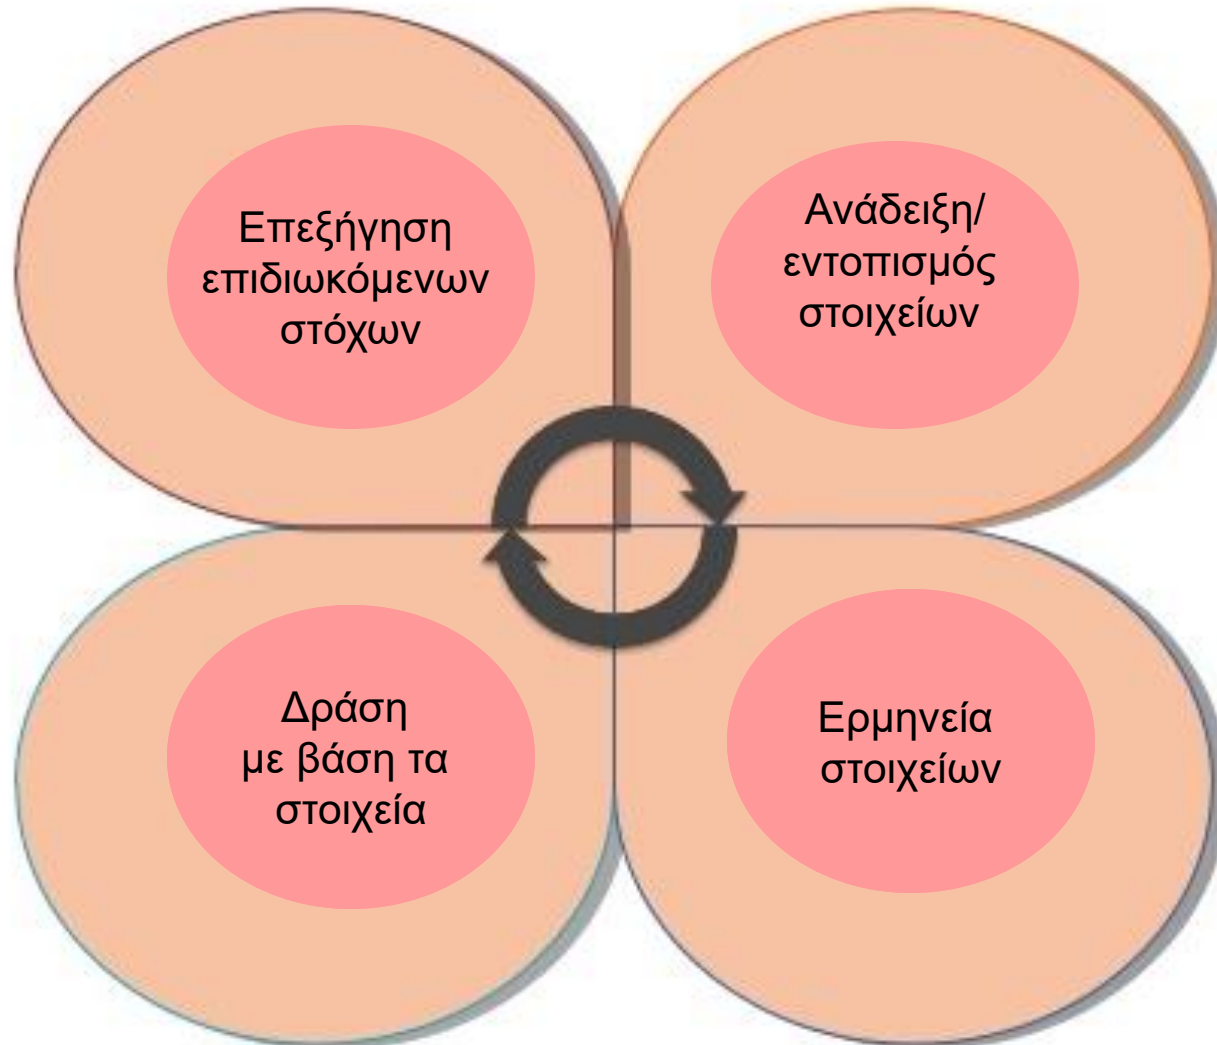 Επεξήγηση
επιδιωκόμενων
στόχων
Ανάδειξη/
εντοπισμός
στοιχείων
Δράση
με βάση τα
στοιχεία
Ερμηνεία
στοιχείων